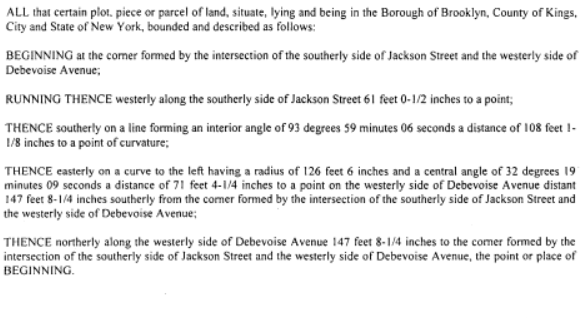 ALL that certain plot, piece or parcel of land, situate, lying and being in the Borough of Brooklyn, County of Kings,
City and State of New York, bounded and described as follows:
BEGINNING at the corner formed by the intersection of the southerly side of Jackson Street and the westerly side of
Debevoise Avenue;
RUNNING THENCE westerly along the southerly side of Jackson Street 61 feet 0-1/2 inches to a point;
THENCE southerly on a line forming an interior angle of 93 degrees 59 minutes 06 seconds a distance of 108 feet 1-
1/8 inches to a point of curvature;
THENCE easterly on a curve to the left having a radius of 126 feet 6 inches and a central angle of 32 degrees 19
minutes 09 seconds a distance of 71 feet 4-1/4 inches to a point on the westerly side of Debevoise Avenue distant
147 feet 8-1/4 inches southerly from the corner formed by the intersection of the southerly side of Jackson Street and
the westerly side of Debevoise Avenue;
THENCE northerly along the westerly side of Debevoise Avenue 147 feet 8-1/4 inches to the corner formed by the
intersection of the southerly side of Jackson Street and the westerly side of Debevoise Avenue, the point or place of
BEGINNING.